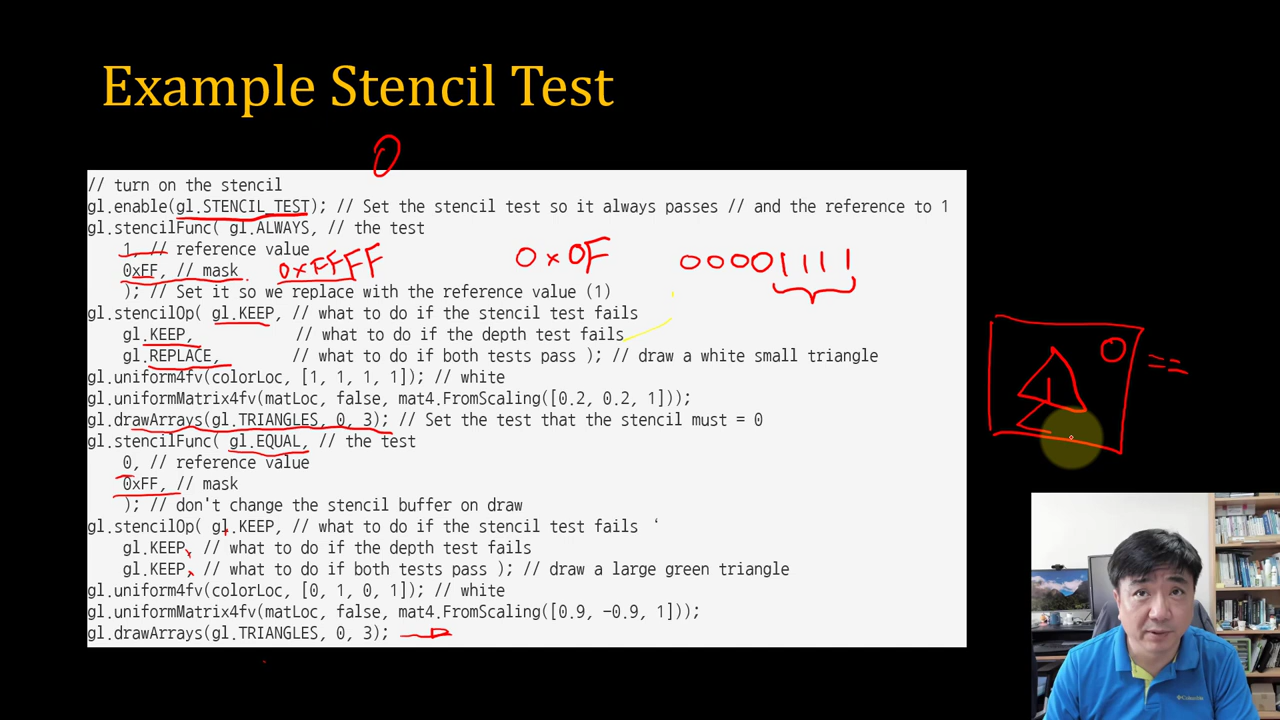 Example Stencil Test
0
// turn on the stencil
gl.enable(gl.STENCIL_TEST); // Set the stencil test so it always passes // and the reference to 1
gl.stencilFunc( gl.ALWAYS, // the test
1, // reference value
0xFF, // mask
0xFFFF
0x0F
00001111
); // Set it so we replace with the reference value (1)
gl.stencilOp( gl.KEEP, // what to do if the stencil test fails
gl.KEEP, // what to do if the depth test fails
gl.REPLACE, // what to do if both tests pass ); // draw a white small triangle
gl.uniform4fv(colorLoc, [1, 1, 1, 1]); // white
gl.uniformMatrix4fv(matLoc, false, mat4.FromScaling([0.2, 0.2, 1]));
gl.drawArrays(gl.TRIANGLES, 0, 3); // Set the test that the stencil must = 0
gl.stencilFunc( gl.EQUAL, // the test
0, // reference value
0xFF, // mask
); // don't change the stencil buffer on draw
gl.stencilOp( gl.KEEP, // what to do if the stencil test fails ‘
gl.KEEP, // what to do if the depth test fails
gl.KEEP, // what to do if both tests pass ); // draw a large green triangle
gl.uniform4fv(colorLoc, [0, 1, 0, 1]); // white
gl.uniformMatrix4fv(matLoc, false, mat4.FromScaling([0.9, -0.9, 1]));
gl.drawArrays(gl.TRIANGLES, 0, 3);
0 ==
1
Columbia